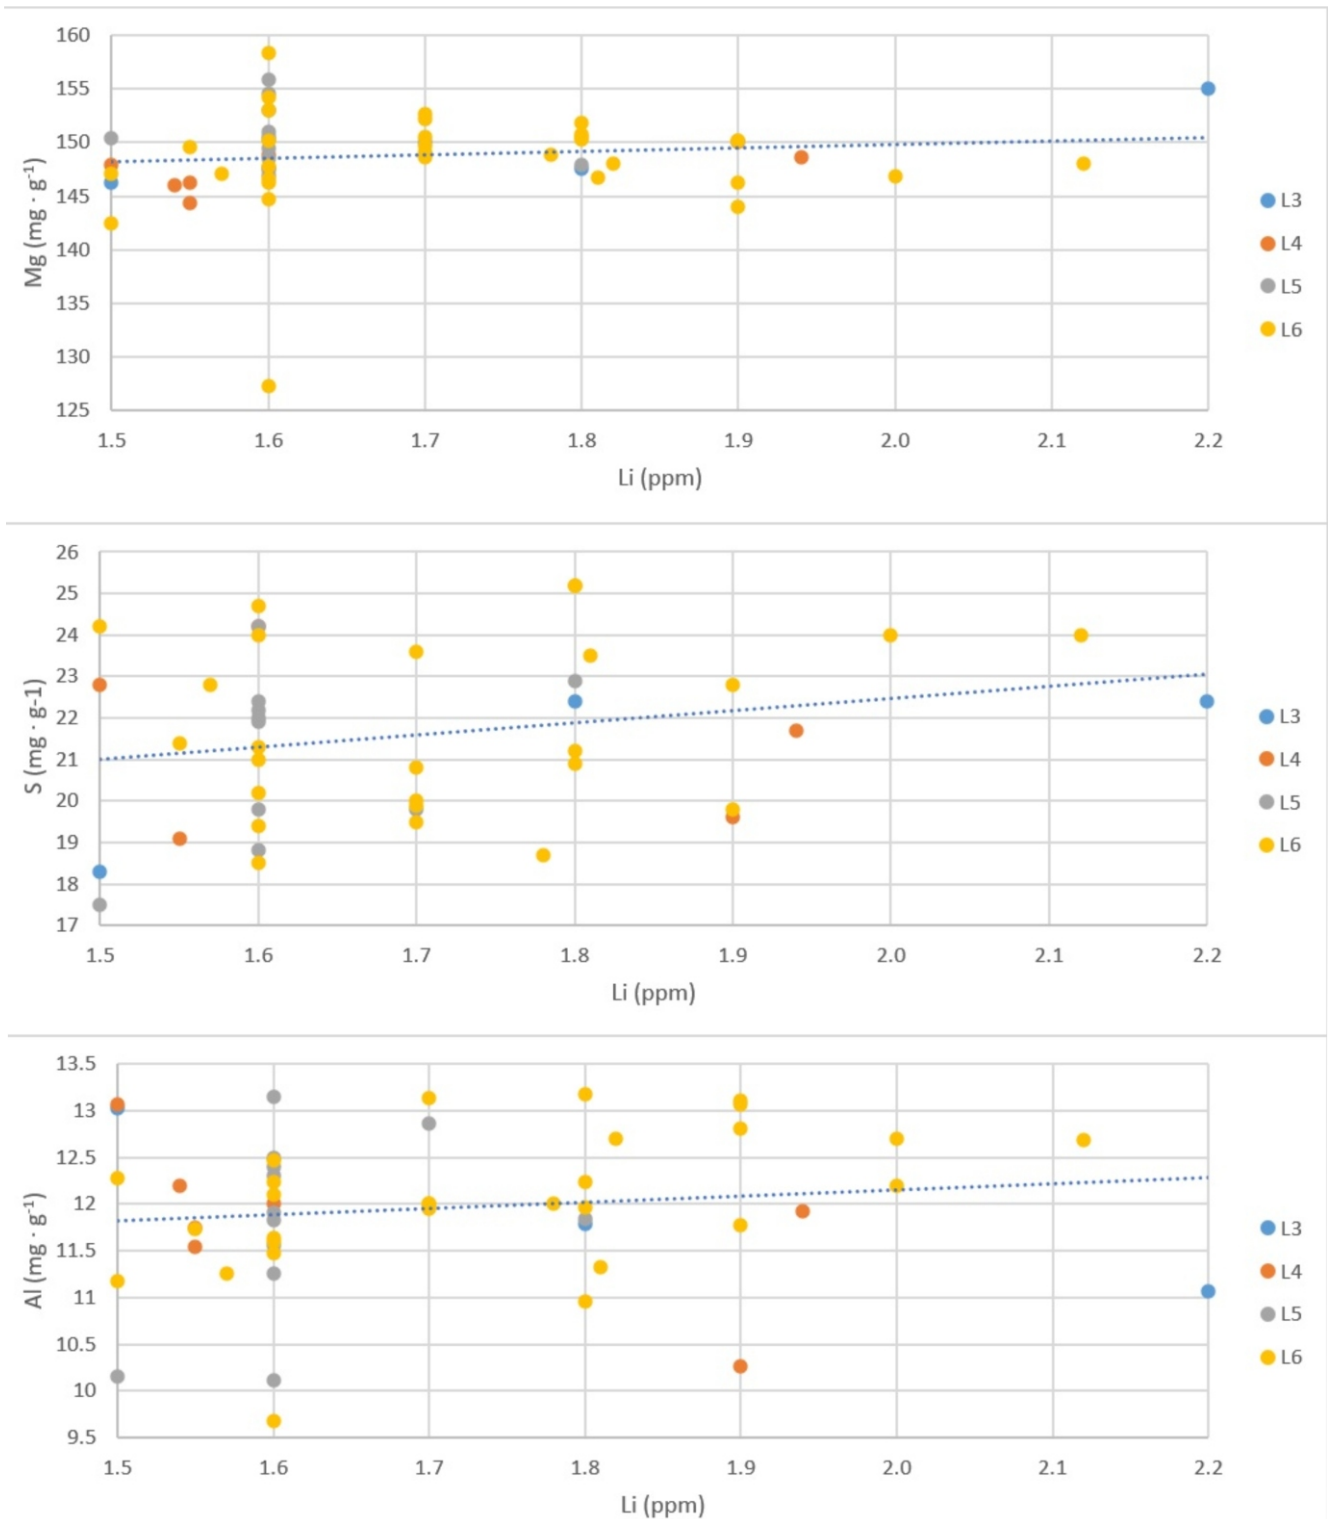 160
155
150
145
140
135
130
125
Mg (mg · g⁻¹)
1.5 1.6 1.7 1.8 1.9 2.0 2.1 2.2
Li (ppm)
L3
L4
L5
L6
26
25
24
23
22
21
20
19
18
17
S (mg · g-1)
1.5 1.6 1.7 1.8 1.9 2.0 2.1 2.2
Li (ppm)
L3
L4
L5
L6
13.5
13
12.5
12
11.5
11
10.5
10
9.5
Al (mg · g⁻¹)
1.5 1.6 1.7 1.8 1.9 2.0 2.1 2.2
Li (ppm)
L3
L4
L5
L6